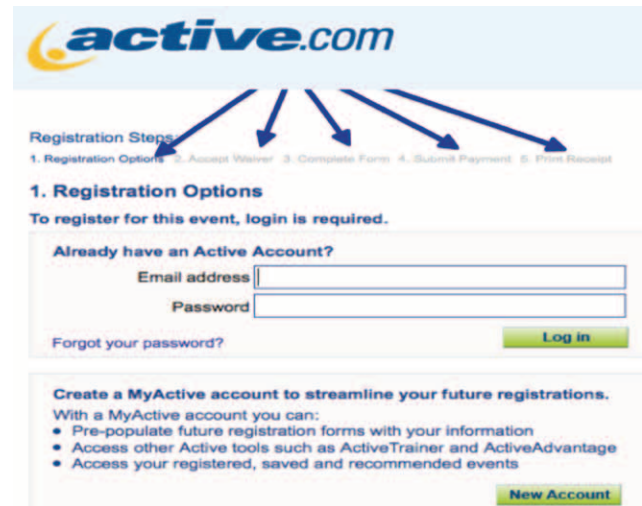 active.com
Registration Steps:
1. Registration Options 2. Accept Waiver 3. Complete Form 4. Submit Payment 5. Print Receipt
1. Registration Options
To register for this event, login is required.
Already have an Active Account?
Email address
Password
Forgot your password?
Log in
Create a MyActive account to streamline your future registrations.
With a MyActive account you can:
• Pre-populate future registration forms with your information
• Access other Active tools such as ActiveTrainer and ActiveAdvantage
• Access your registered, saved and recommended events
New Account